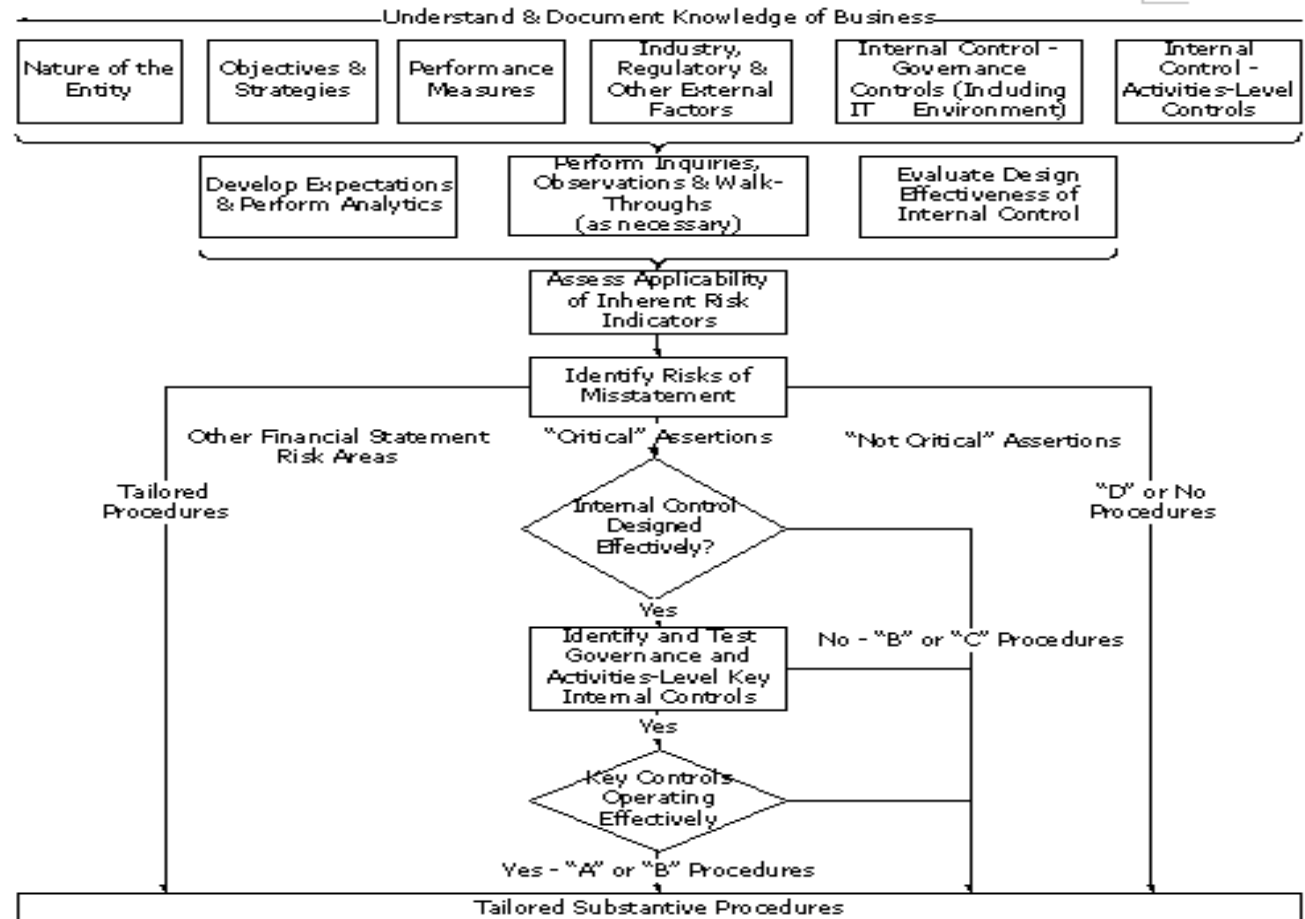 Understand & Document Knowledge of Business
Nature of the
Entity
Objectives &
Strategies
Performance
Measures
Industry,
Regulatory &
Other External
Factors
Internal Control -
Governance
Controls (Including
IT Environment)
Internal
Control -
Activities-Level
Controls
Develop Expectations
& Perform Analytics
Perform Inquiries,
Observations & Walk-
Throughs
(as necessary)
Evaluate Design
Effectiveness of
Internal Control
Assess Applicability
of Inherent Risk
Indicators
Identify Risks of
Misstatement
Other Financial Statement
Risk Areas
"Critical" Assertions
"Not Critical" Assertions
Tailored
Procedures
Internal Control
Designed
Effectively?
"D" or No
Procedures
Yes
Identify and Test
Governance and
Activities-Level Key
Internal Controls
No - "B" or "C" Procedures
Yes
Key Controls
Operating
Effectively
Yes - "A" or "B" Procedures
Tailored Substantive Procedures